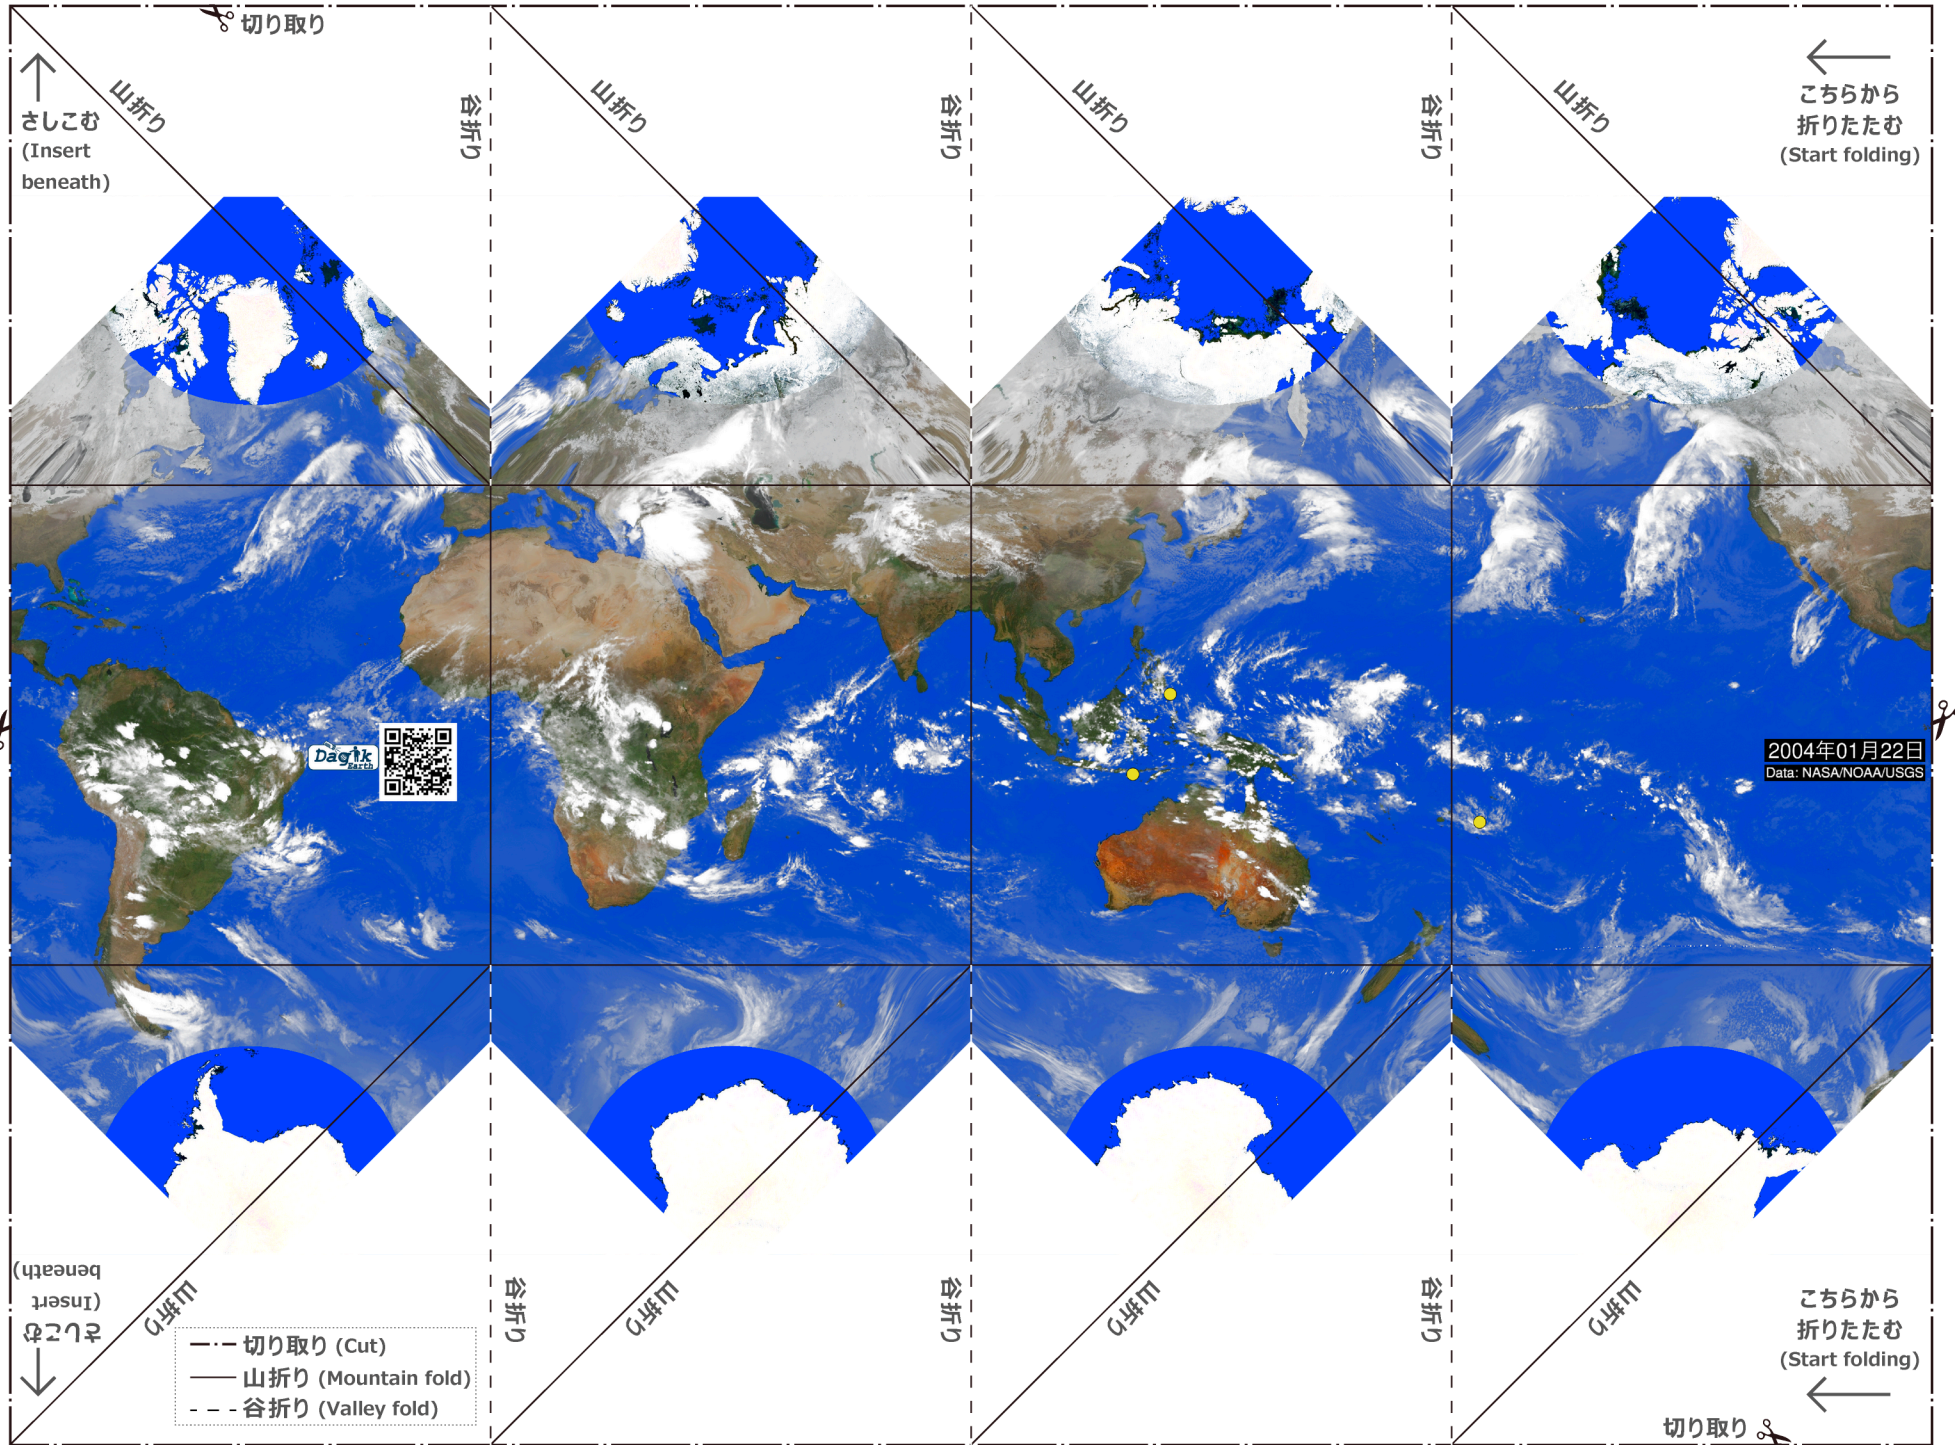 切り取り
さしこむ
(Insert
beneath)
山折り
谷折り
山折り
谷折り
山折り
谷折り
山折り
こちらから
折りたたむ
(Start folding)
Dagik
Earth
2004年01月22日
Data: NASA/NOAA/USGS
さしこむ
(Insert
beneath)
山折り
谷折り
山折り
谷折り
山折り
谷折り
山折り
こちらから
折りたたむ
(Start folding)
切り取り (Cut)
山折り (Mountain fold)
谷折り (Valley fold)
切り取り